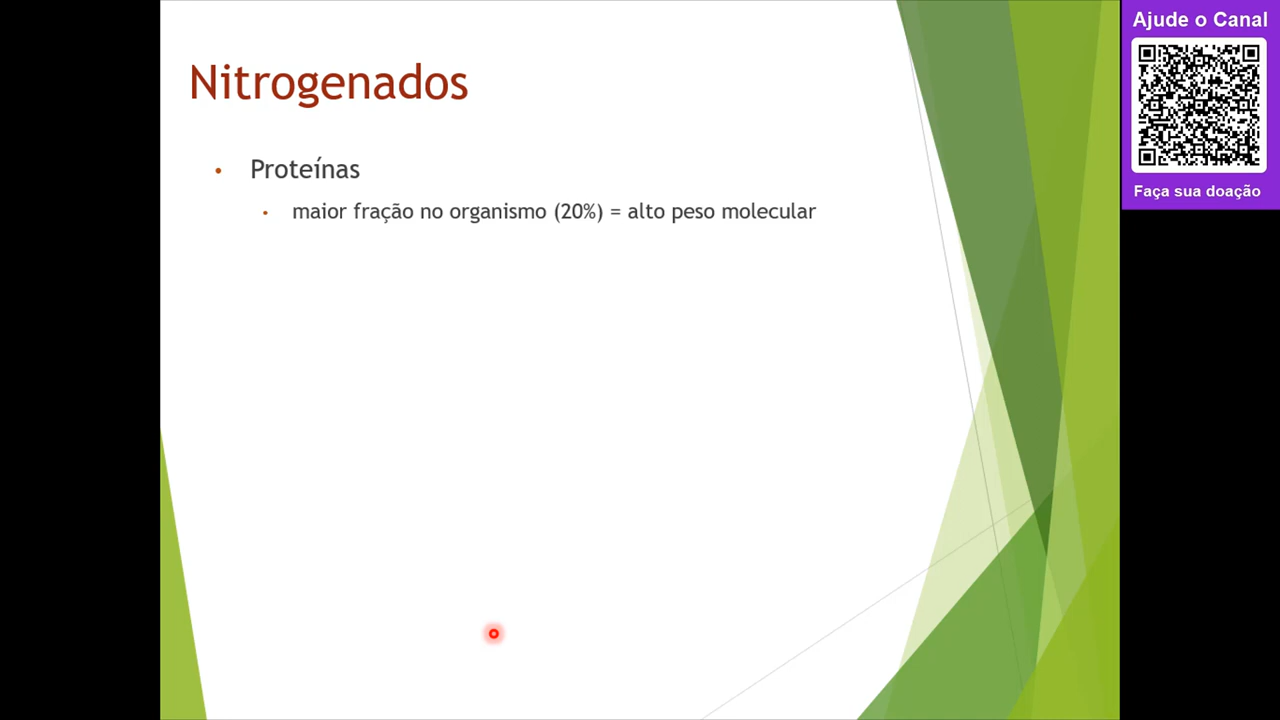 Nitrogenados
• Proteínas
• maior fração no organismo (20%) = alto peso molecular
Ajude o Canal
Faça sua doação